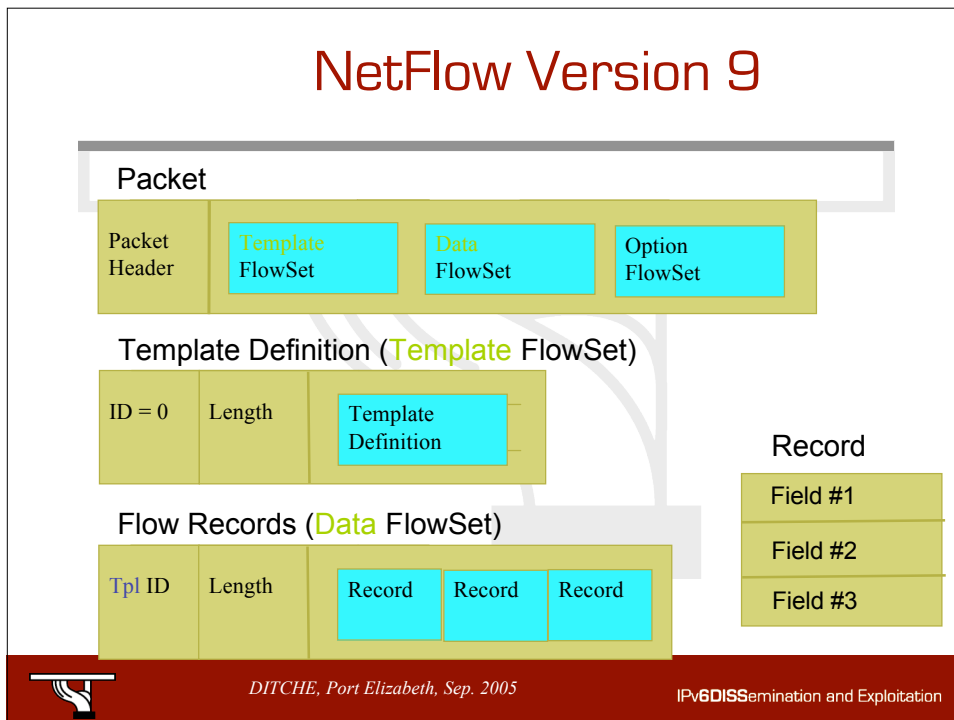 NetFlow Version 9
Packet
Packet
Header
Template
FlowSet
Data
FlowSet
Option
FlowSet
Template Definition (Template FlowSet)
ID = 0
Length
Template
Definition
Record
Field #1
Field #2
Field #3
Flow Records (Data FlowSet)
Tpl ID
Length
Record
Record
Record
DITCHE, Port Elizabeth, Sep. 2005
IPv6DISSemination and Exploitation